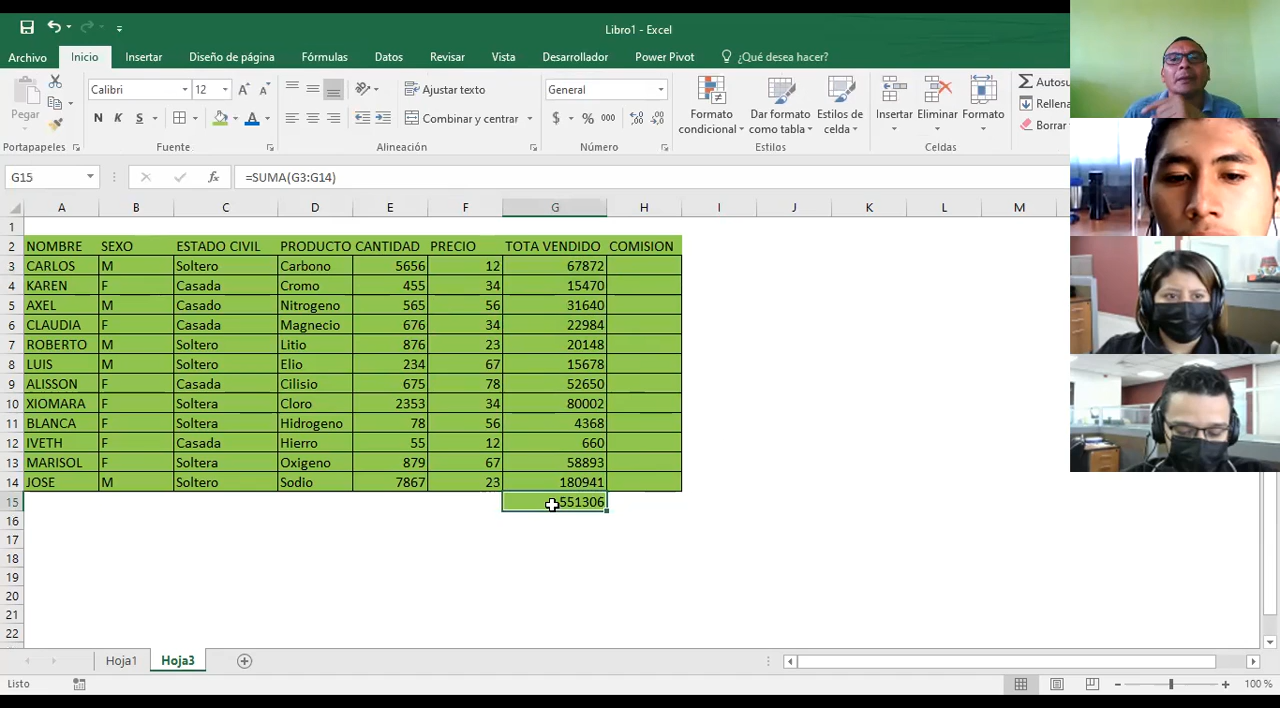 Libro1 - Excel
Archivo Inicio Insertar Diseño de página Fórmulas Datos Revisar Vista Desarrollador Power Pivot ¿Qué desea hacer?
Pegar
Calibri 12
Ajustar texto
General
Formato condicional
Dar formato como tabla
Estilos de celda
Insertar Eliminar Formato
Autosu
Rellena
Borrar
N K S
Combinar y centrar
$ % 000
Portapapeles Fuente Alineación Número Estilos Celdas
G15 fx =SUMA(G3:G14)
A B C D E F G H I J K L M
1
2 NOMBRE SEXO ESTADO CIVIL PRODUCTO CANTIDAD PRECIO TOTA VENDIDO COMISION
3 CARLOS M Soltero Carbono 5656 12 67872
4 KAREN F Casada Cromo 455 34 15470
5 AXEL M Casado Nitrogeno 565 56 31640
6 CLAUDIA F Casada Magnecio 676 34 22984
7 ROBERTO M Soltero Litio 876 23 20148
8 LUIS M Soltero Elio 234 67 15678
9 ALISSON F Casada Cilisio 675 78 52650
10 XIOMARA F Soltera Cloro 2353 34 80002
11 BLANCA F Soltera Hidrogeno 78 56 4368
12 IVETH F Casada Hierro 55 12 660
13 MARISOL F Soltera Oxigeno 879 67 58893
14 JOSE M Soltero Sodio 7867 23 180941
15 551306
16
17
18
19
20
21
22
Hoja1 Hoja3
Listo 100 %